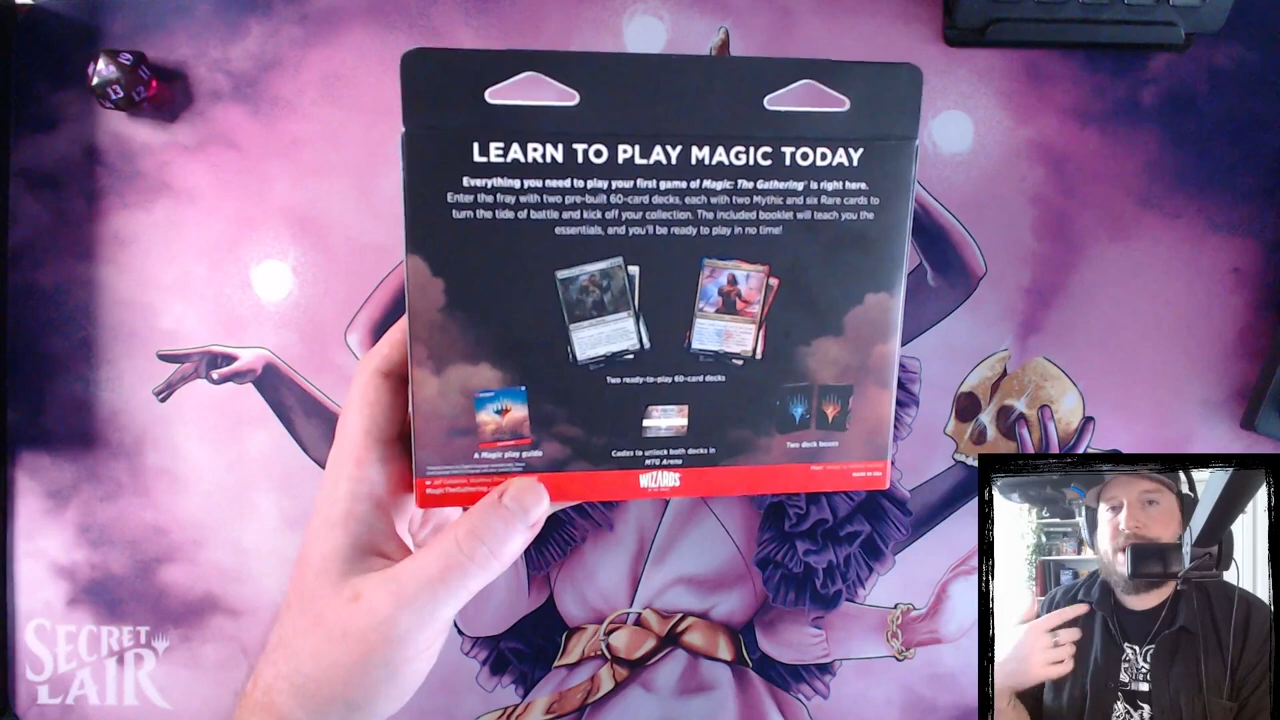 LEARN TO PLAY MAGIC TODAY
Everything you need to play your first game of Magic: The Gathering® is right here.
Enter the fray with two pre-built 60-card decks, each with two Mythic and six Rare cards to
turn the tide of battle and kick off your collection. The included booklet will teach you the
essentials, and you'll be ready to play in no time!
Two ready-to-play 60-card decks
A Magic play guide
Codes to unlock both decks in
MTG Arena
Two deck boxes
WIZARDS
MagicTheGathering
SECRET
LAIR
13
12
11